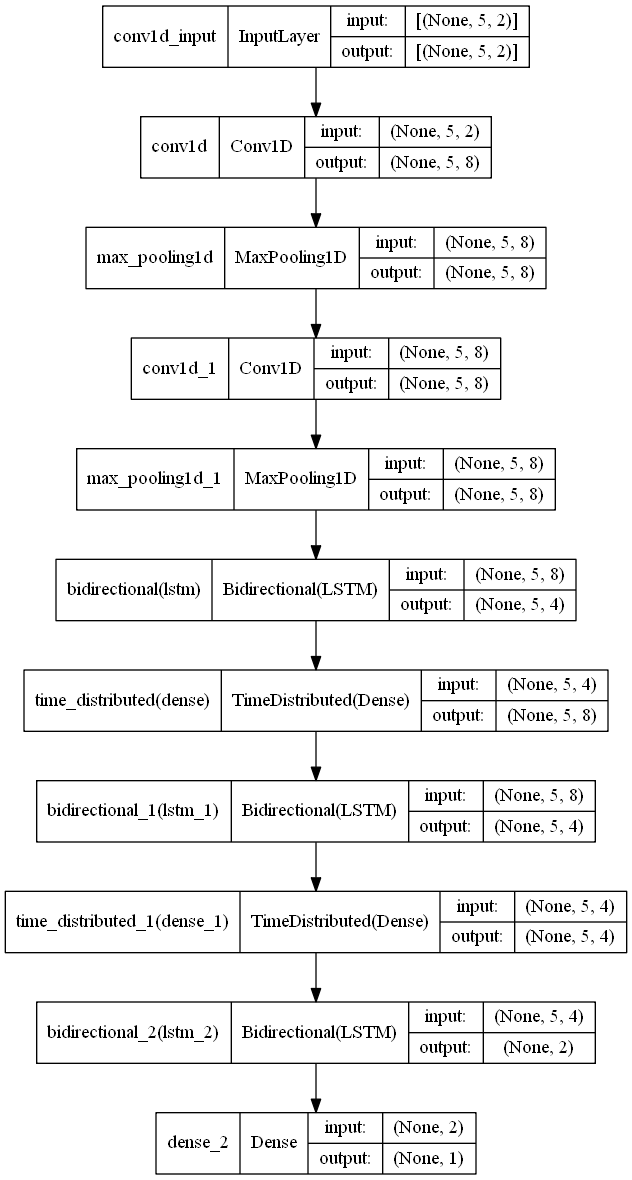 conv1d_input InputLayer input: [(None, 5, 2)]
output: [(None, 5, 2)]
conv1d Conv1D input: (None, 5, 2)
output: (None, 5, 8)
max_pooling1d MaxPooling1D input: (None, 5, 8)
output: (None, 5, 8)
conv1d_1 Conv1D input: (None, 5, 8)
output: (None, 5, 8)
max_pooling1d_1 MaxPooling1D input: (None, 5, 8)
output: (None, 5, 8)
bidirectional(lstm) Bidirectional(LSTM) input: (None, 5, 8)
output: (None, 5, 4)
time_distributed(dense) TimeDistributed(Dense) input: (None, 5, 4)
output: (None, 5, 8)
bidirectional_1(lstm_1) Bidirectional(LSTM) input: (None, 5, 8)
output: (None, 5, 4)
time_distributed_1(dense_1) TimeDistributed(Dense) input: (None, 5, 4)
output: (None, 5, 4)
bidirectional_2(lstm_2) Bidirectional(LSTM) input: (None, 5, 4)
output: (None, 2)
dense_2 Dense input: (None, 2)
output: (None, 1)